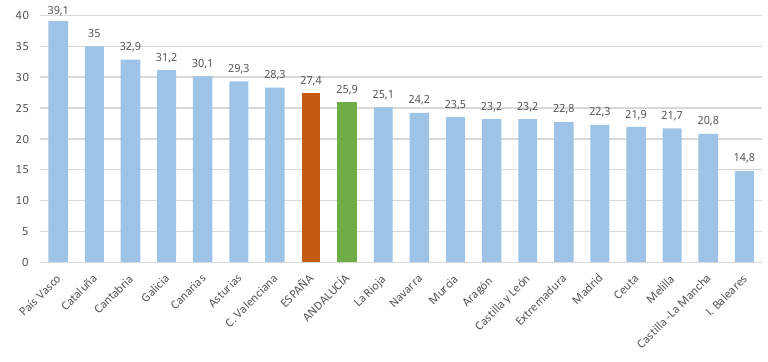 39,1
35
32,9
31,2
30,1
29,3
28,3
27,4
25,9
25,1
24,2
23,5
23,2
23,2
22,8
22,3
21,9
21,7
20,8
14,8
40
35
30
25
20
15
10
5
0
País Vasco
Cataluña
Cantabria
Galicia
Canarias
Asturias
C. Valenciana
ESPAÑA
ANDALUCÍA
La Rioja
Navarra
Murcia
Aragón
Castilla y León
Extremadura
Madrid
Ceuta
Melilla
Castilla -La Mancha
I. Baleares